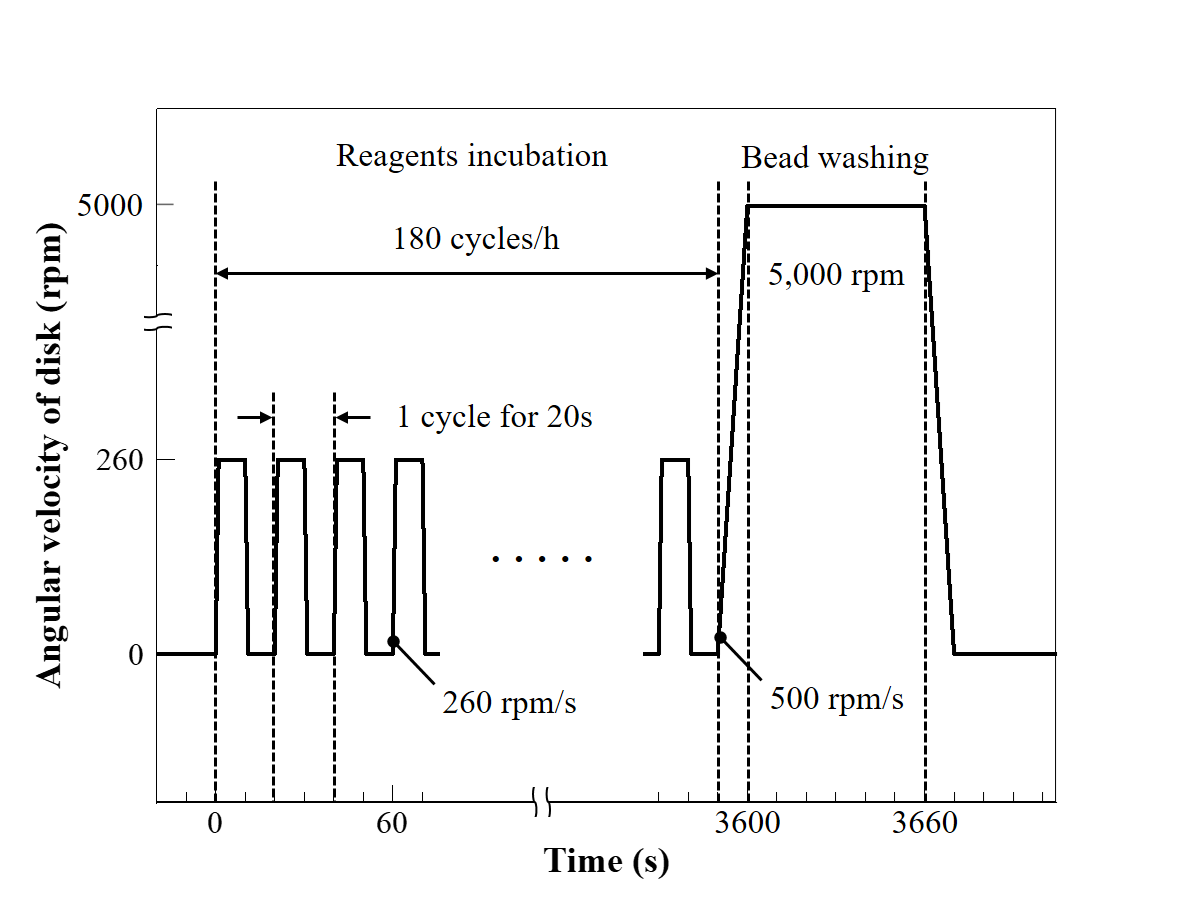 Reagents incubation
Bead washing
5000
180 cycles/h
5,000 rpm
1 cycle for 20s
260
0
260 rpm/s
500 rpm/s
0
60
3600
3660
Time (s)
Angular velocity of disk (rpm)